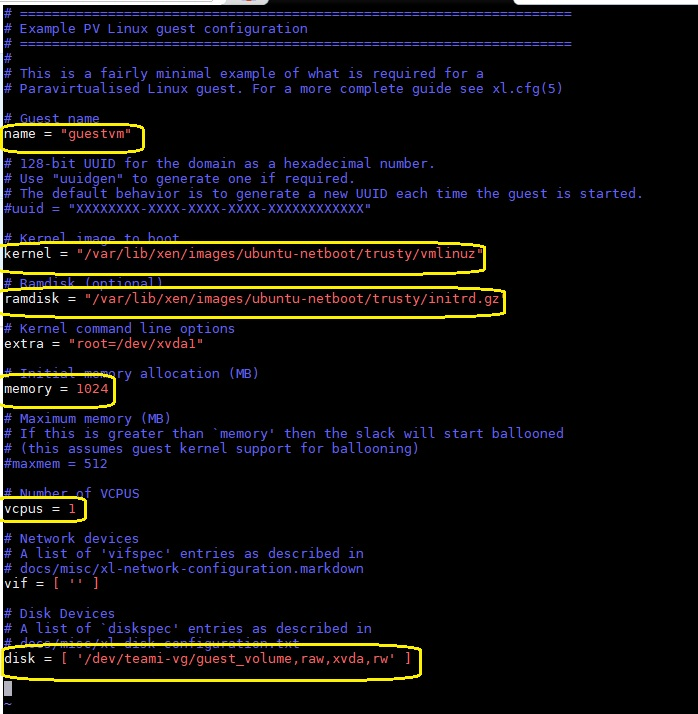 # =====================================================================
# Example PV Linux guest configuration
# =====================================================================
#
# This is a fairly minimal example of what is required for a
# Paravirtualised Linux guest. For a more complete guide see xl.cfg(5)
# Guest name
name = "guestvm"
# 128-bit UUID for the domain as a hexadecimal number.
# Use "uuidgen" to generate one if required.
# The default behavior is to generate a new UUID each time the guest is started.
#uuid = "XXXXXXXX-XXXX-XXXX-XXXX-XXXXXXXXXXXX"
# Kernel image to boot
kernel = "/var/lib/xen/images/ubuntu-netboot/trusty/vmlinuz"
# Ramdisk (optional)
ramdisk = "/var/lib/xen/images/ubuntu-netboot/trusty/initrd.gz
# Kernel command line options
extra = "root=/dev/xvda1"
# Initial memory allocation (MB)
memory = 1024
# Maximum memory (MB)
# If this is greater than `memory' then the slack will start ballooned
# (this assumes guest kernel support for ballooning)
#maxmem = 512
# Number of VCPUS
vcpus = 1
# Network devices
# A list of 'vifspec' entries as described in
# docs/misc/xl-network-configuration.markdown
vif = [ '' ]
# Disk Devices
# A list of `diskspec' entries as described in
# docs/misc/xl-disk-configuration.txt
disk = [ '/dev/teami-vg/guest_volume,raw,xvda,rw' ]
~